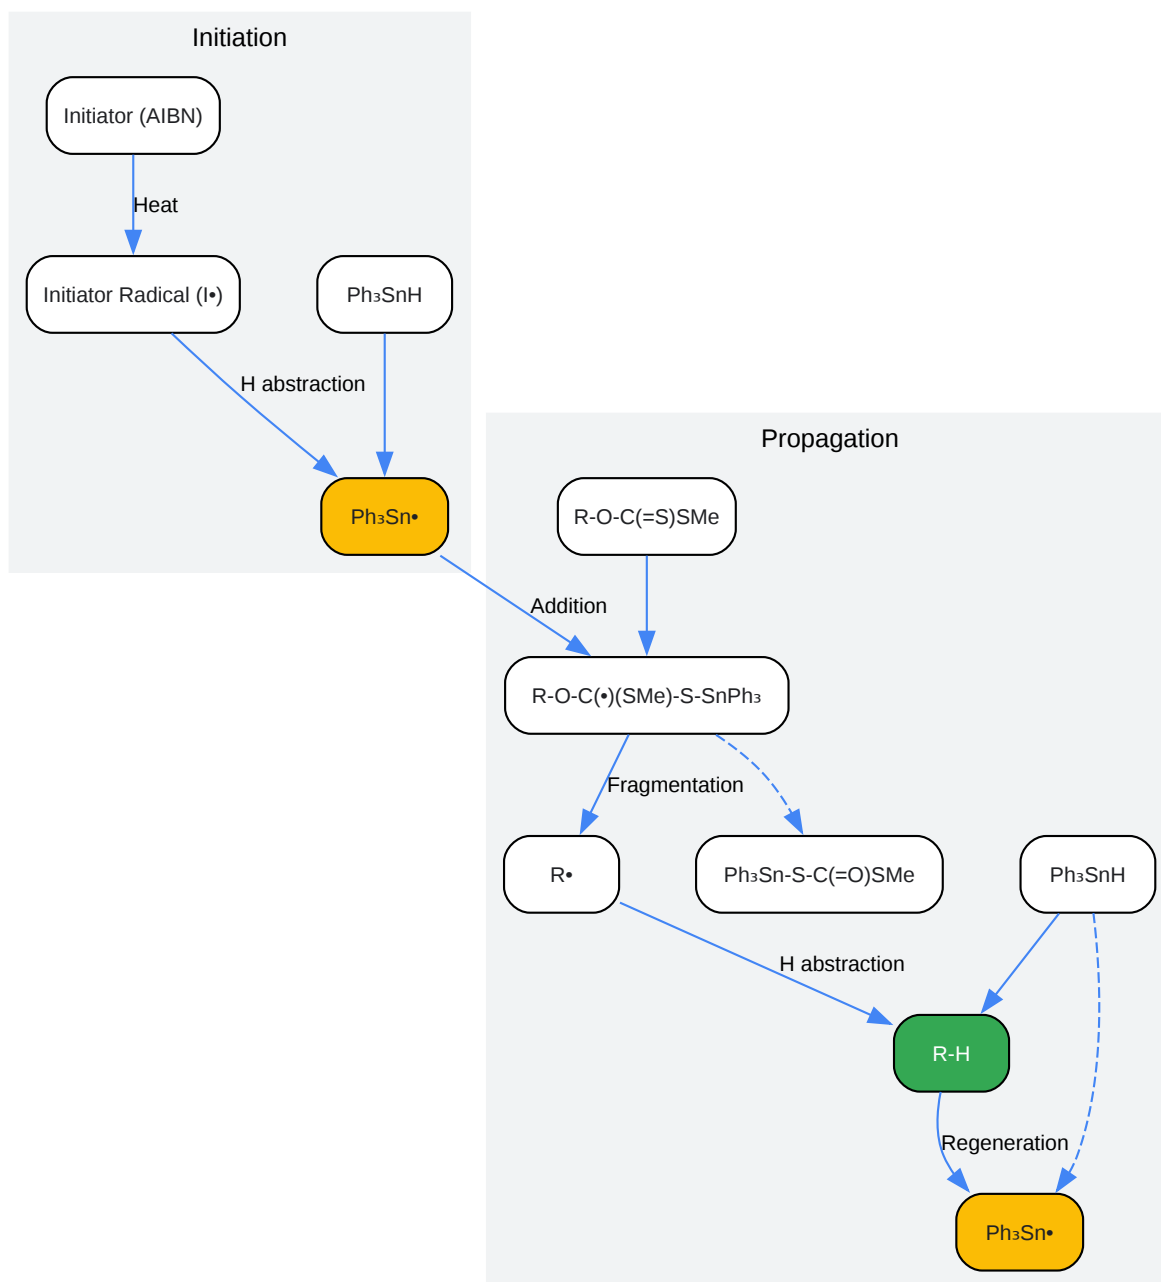 Initiation
Initiator (AIBN)
Heat
Initiator Radical (I•)
Ph₃SnH
H abstraction
Ph₃Sn•
Propagation
R-O-C(=S)SMe
Addition
R-O-C(•)(SMe)-S-SnPh₃
Fragmentation
R•
Ph₃Sn-S-C(=O)SMe
Ph₃SnH
H abstraction
R-H
Regeneration
Ph₃Sn•